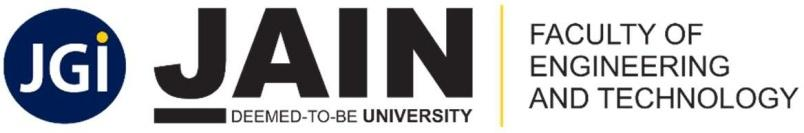 JGi
JAIN
DEEMED-TO-BE UNIVERSITY
FACULTY OF
ENGINEERING
AND TECHNOLOGY